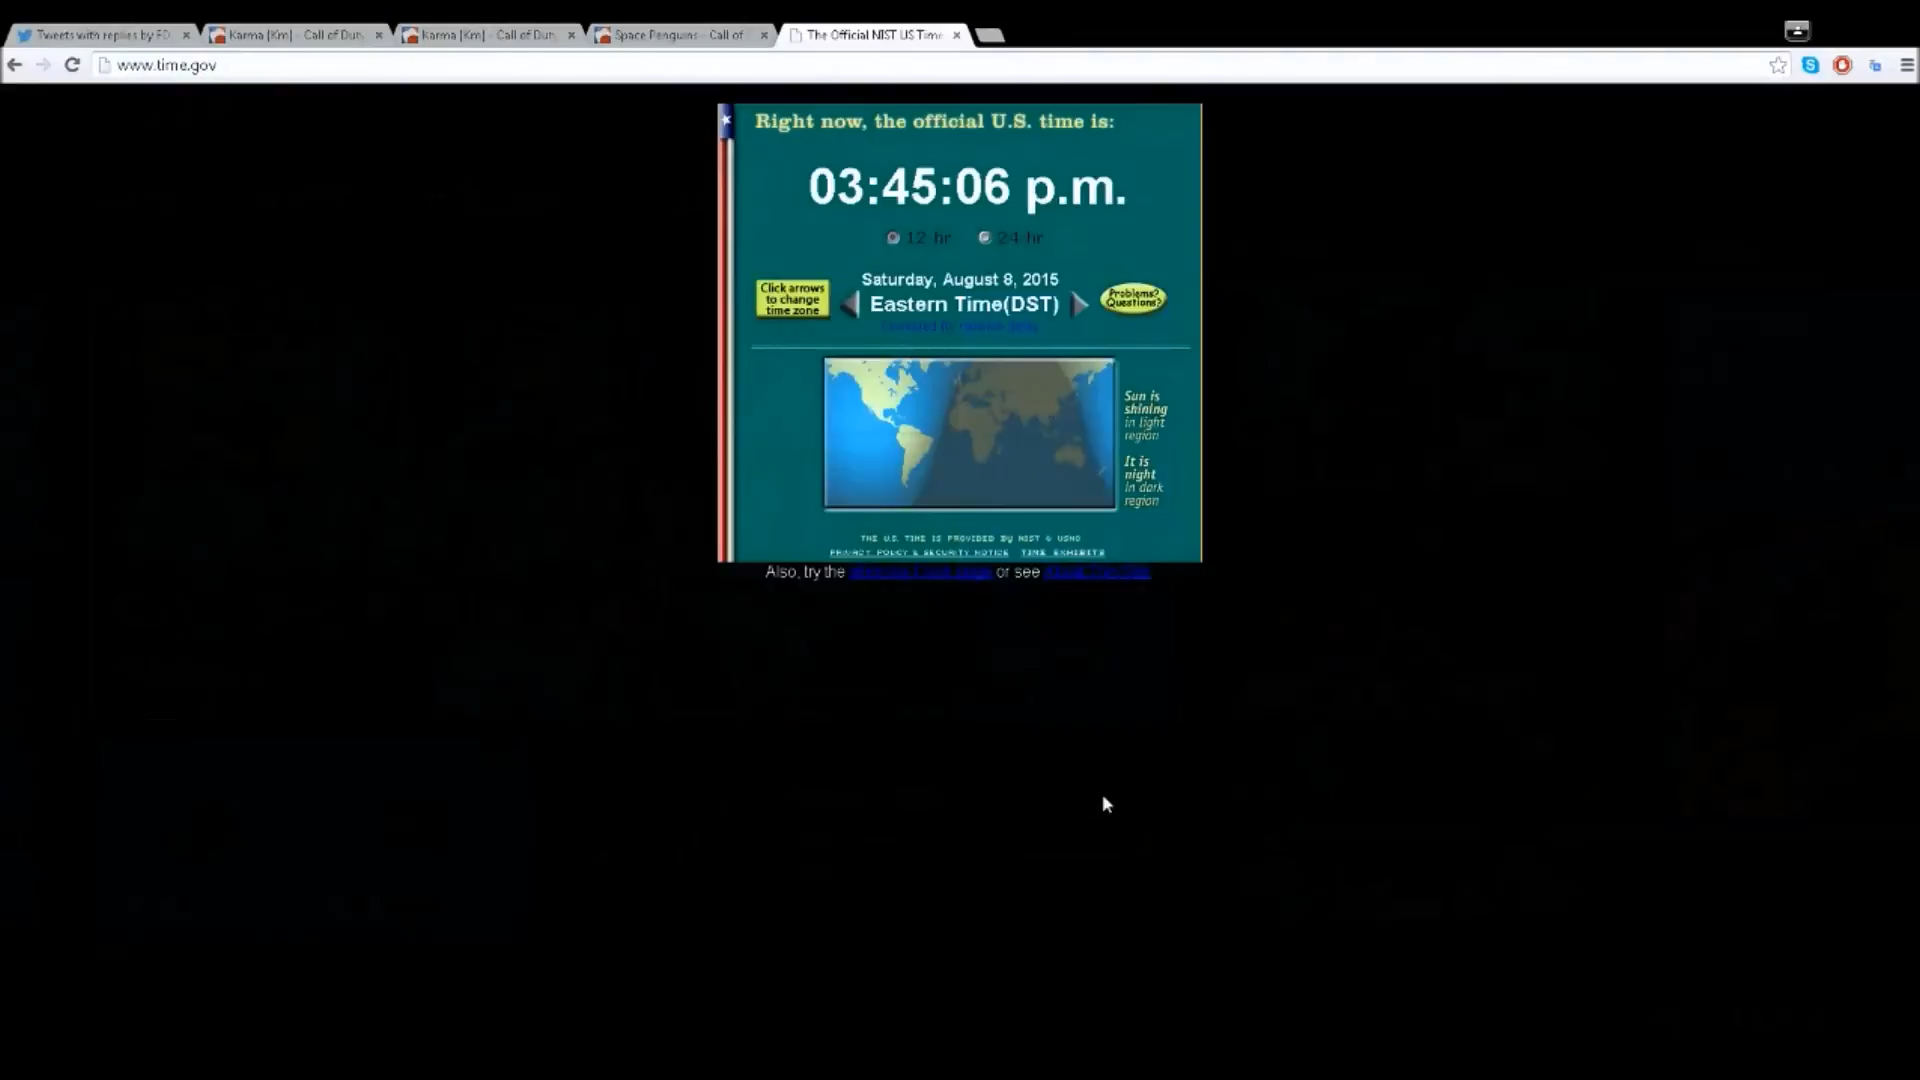 Tweets with replies by FD
Karma [Km] - Call of Dut
Karma [Km] - Call of Dut
Space Penguins - Call of
The Official NIST US Time
www.time.gov
Right now, the official U.S. time is:
03:45:06 p.m.
12 hr 24 hr
Saturday, August 8, 2015
Click arrows
to change
time zone
Eastern Time(DST)
Problems?
Questions?
Sun is
shining
in light
region
It is
night
in dark
region
THE U.S. TIME IS PROVIDED BY NIST & USNO
PRIVACY POLICY & SECURITY NOTICE TIME EXHIBITS
Also, try the or see